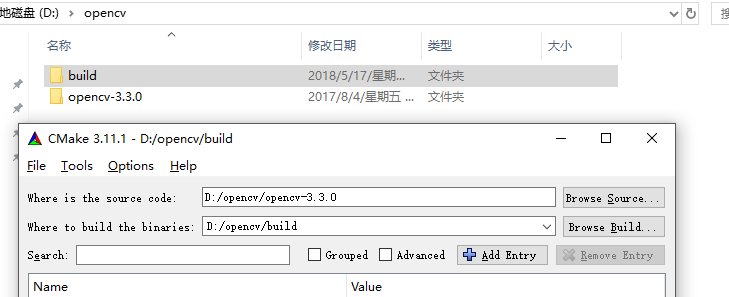 地磁盘 (D:) › opencv
名称 修改日期 类型 大小
build 2018/5/17/星期... 文件夹
opencv-3.3.0 2017/8/4/星期五 ... 文件夹
CMake 3.11.1 - D:/opencv/build
File Tools Options Help
Where is the source code: D:/opencv/opencv-3.3.0 Browse Source...
Where to build the binaries: D:/opencv/build Browse Build...
Search: Grouped Advanced Add Entry Remove Entry
Name Value